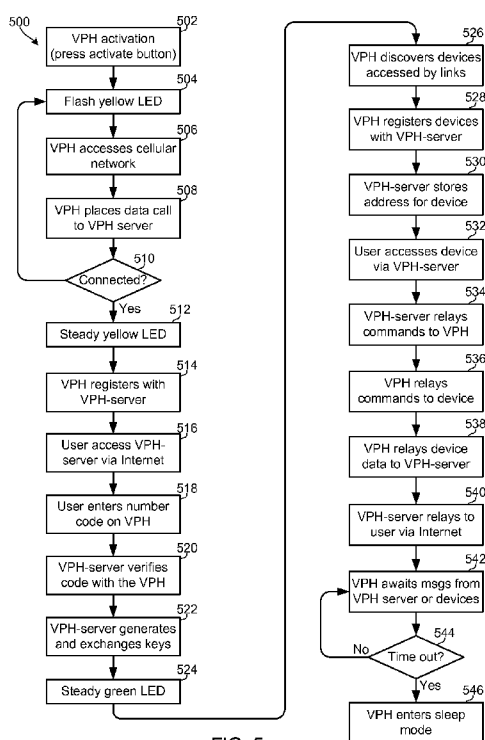 500
502
VPH activation
(press activate button)
504
Flash yellow LED
506
VPH accesses cellular
network
508
VPH places data call
to VPH server
510
Connected?
Yes
512
Steady yellow LED
514
VPH registers with
VPH-server
516
User access VPH-
server via Internet
518
User enters number
code on VPH
520
VPH-server verifies
code with the VPH
522
VPH-server generates
and exchanges keys
524
Steady green LED
526
VPH discovers devices
accessed by links
528
VPH registers devices
with VPH-server
530
VPH-server stores
address for device
532
User accesses device
via VPH-server
534
VPH-server relays
commands to VPH
536
VPH relays
commands to device
538
VPH relays device
data to VPH-server
540
VPH-server relays to
user via Internet
542
VPH awaits msgs from
VPH server or devices
544
No
Time out?
Yes
546
VPH enters sleep
mode
FIG. 5